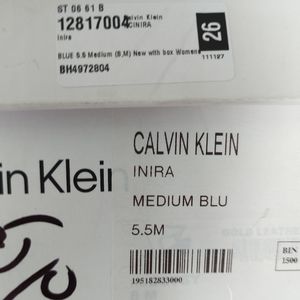 ST 06 61 B
12817004
Calvin Klein
CINIRA
Inira
26
BLUE 5.5 Medium (B,M) New with box Womens
111127
BH4972804
in Klein
CALVIN KLEIN
INIRA
MEDIUM BLU
5.5M
195182833000
BIN
1500